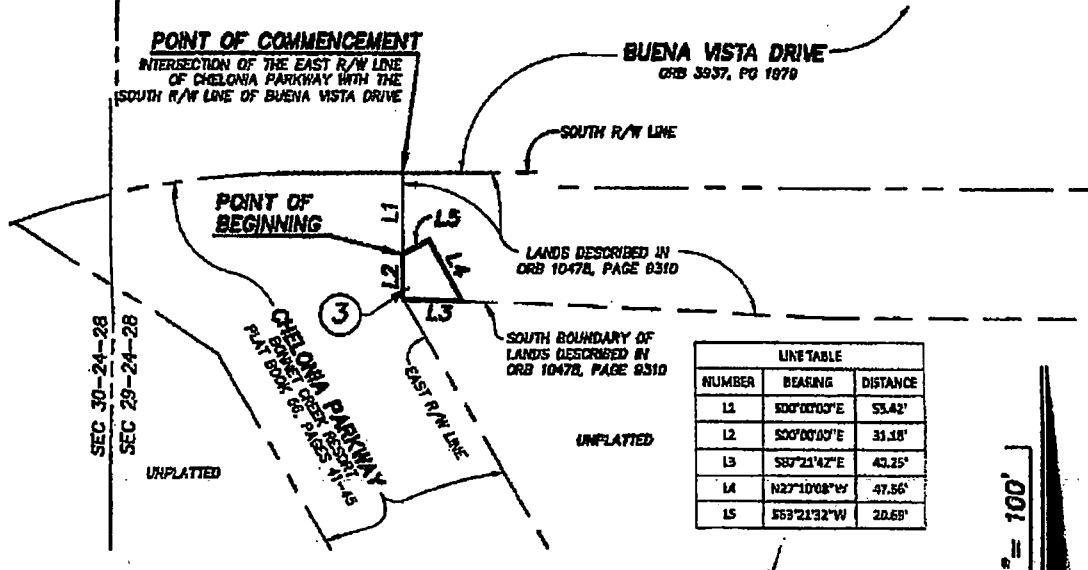 POINT OF COMMENCEMENT
INTERSECTION OF THE EAST R/W LINE
OF CHELONIA PARKWAY WITH THE
SOUTH R/W LINE OF BUENA VISTA DRIVE
BUENA VISTA DRIVE
ORB 3937, PG 1879
SOUTH R/W LINE
POINT OF
BEGINNING
L1
L5
L2
L4
L3
3
LANDS DESCRIBED IN
ORB 10478, PAGE 9310
SOUTH BOUNDARY OF
LANDS DESCRIBED IN
ORB 10478, PAGE 9310
CHELONIA PARKWAY
BONNET CREEK RESORT
PLAT BOOK 66, PAGES 41-45
EAST R/W LINE
SEC 30-24-28
SEC 29-24-28
UNPLATTED
UNPLATTED
LINE TABLE
NUMBER BEARING DISTANCE
L1 S00°00'03"E 55.42'
L2 S00°00'03"E 31.18'
L3 S87°21'42"E 40.25'
L4 N27°10'08"W 47.56'
L5 S63°21'32"W 20.69'
= 100'